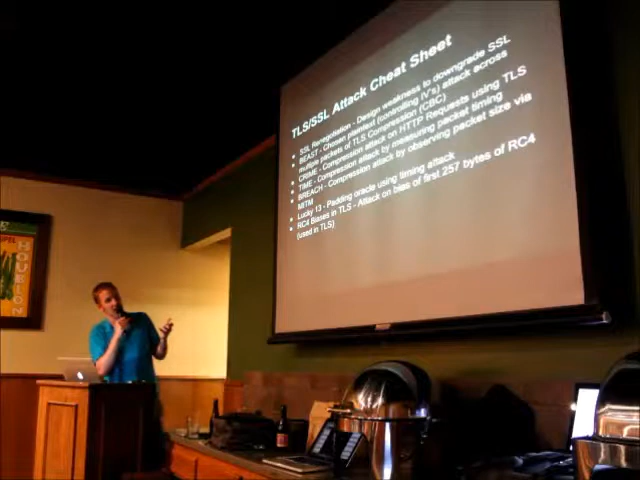 TLS/SSL Attack Cheat Sheet
SSL Renegotiation - Design weakness to downgrade SSL
BEAST - Chosen plaintext (controlling IV's) attack across
multiple packets of TLS Compression (CBC)
CRIME - Compression attack on HTTP Requests using TLS
TIME - Compression attack by measuring packet timing
BREACH - Compression attack by observing packet size via
MITM
Lucky 13 - Padding oracle using timing attack
RC4 Biases in TLS - Attack on bias of first 257 bytes of RC4
(used in TLS)
HOUBLON